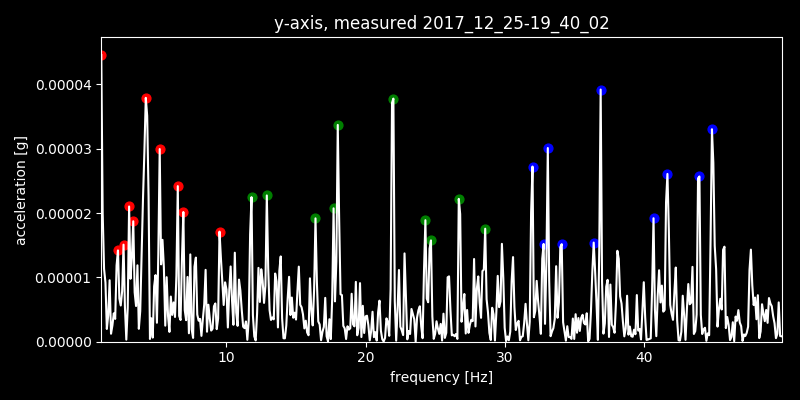 y-axis, measured 2017_12_25-19_40_02
0.00004
0.00003
0.00002
0.00001
0.00000
acceleration [g]
10 20 30 40
frequency [Hz]